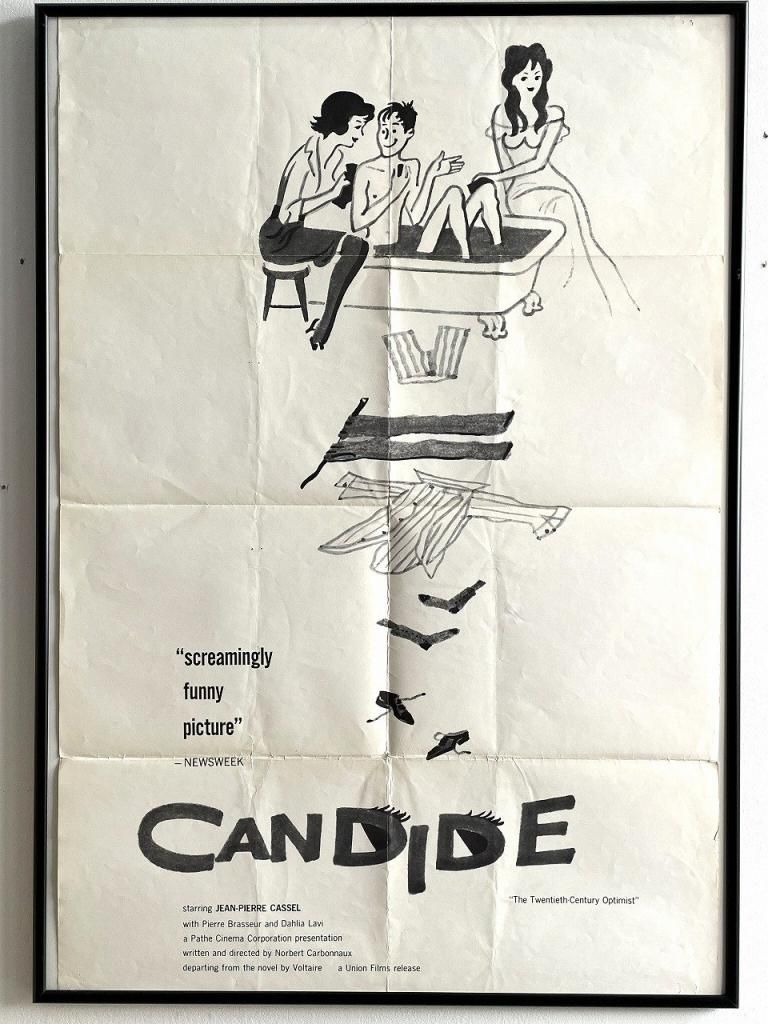 “screamingly
funny
picture”
— NEWSWEEK
CANDIDE
“The Twentieth-Century Optimist”
starring JEAN-PIERRE CASSEL
with Pierre Brasseur and Dahlia Lavi
a Pathe Cinema Corporation presentation
written and directed by Norbert Carbonnaux
departing from the novel by Voltaire a Union Films release